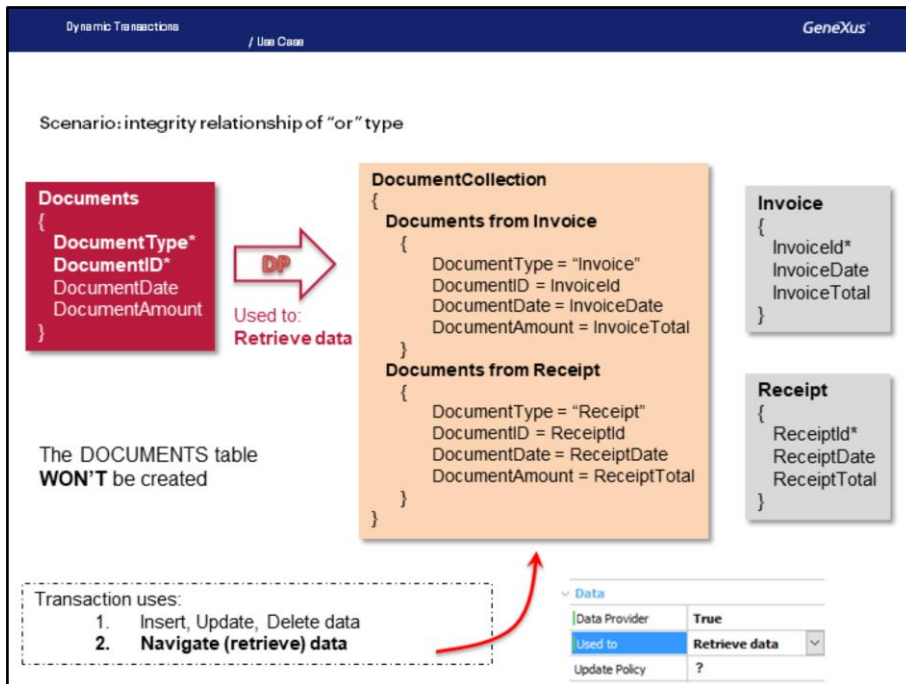 Dynamic Transactions
/ Use Case
GeneXus
Scenario: integrity relationship of "or" type
Documents
{
DocumentType*
DocumentID*
DocumentDate
DocumentAmount
}
DP
Used to:
Retrieve data
The DOCUMENTS table
WON'T be created
DocumentCollection
{
Documents from Invoice
{
DocumentType = "Invoice"
DocumentID = InvoiceId
DocumentDate = InvoiceDate
DocumentAmount = InvoiceTotal
}
Documents from Receipt
{
DocumentType = "Receipt"
DocumentID = ReceiptId
DocumentDate = ReceiptDate
DocumentAmount = ReceiptTotal
}
}
Invoice
{
InvoiceId*
InvoiceDate
InvoiceTotal
}
Receipt
{
ReceiptId*
ReceiptDate
ReceiptTotal
}
Transaction uses:
1. Insert, Update, Delete data
2. Navigate (retrieve) data
Data
Data Provider True
Used to Retrieve data
Update Policy ?